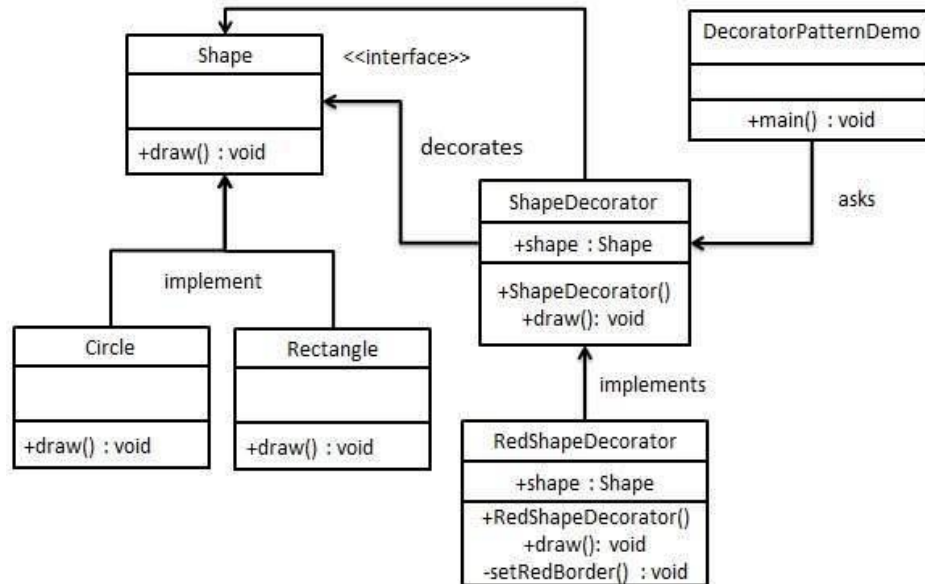 Shape
+draw() : void
<<interface>>
DecoratorPatternDemo
+main() : void
decorates
asks
ShapeDecorator
+shape : Shape
+ShapeDecorator()
+draw(): void
implement
Circle
+draw() : void
Rectangle
+draw() : void
implements
RedShapeDecorator
+shape : Shape
+RedShapeDecorator()
+draw(): void
-setRedBorder() : void